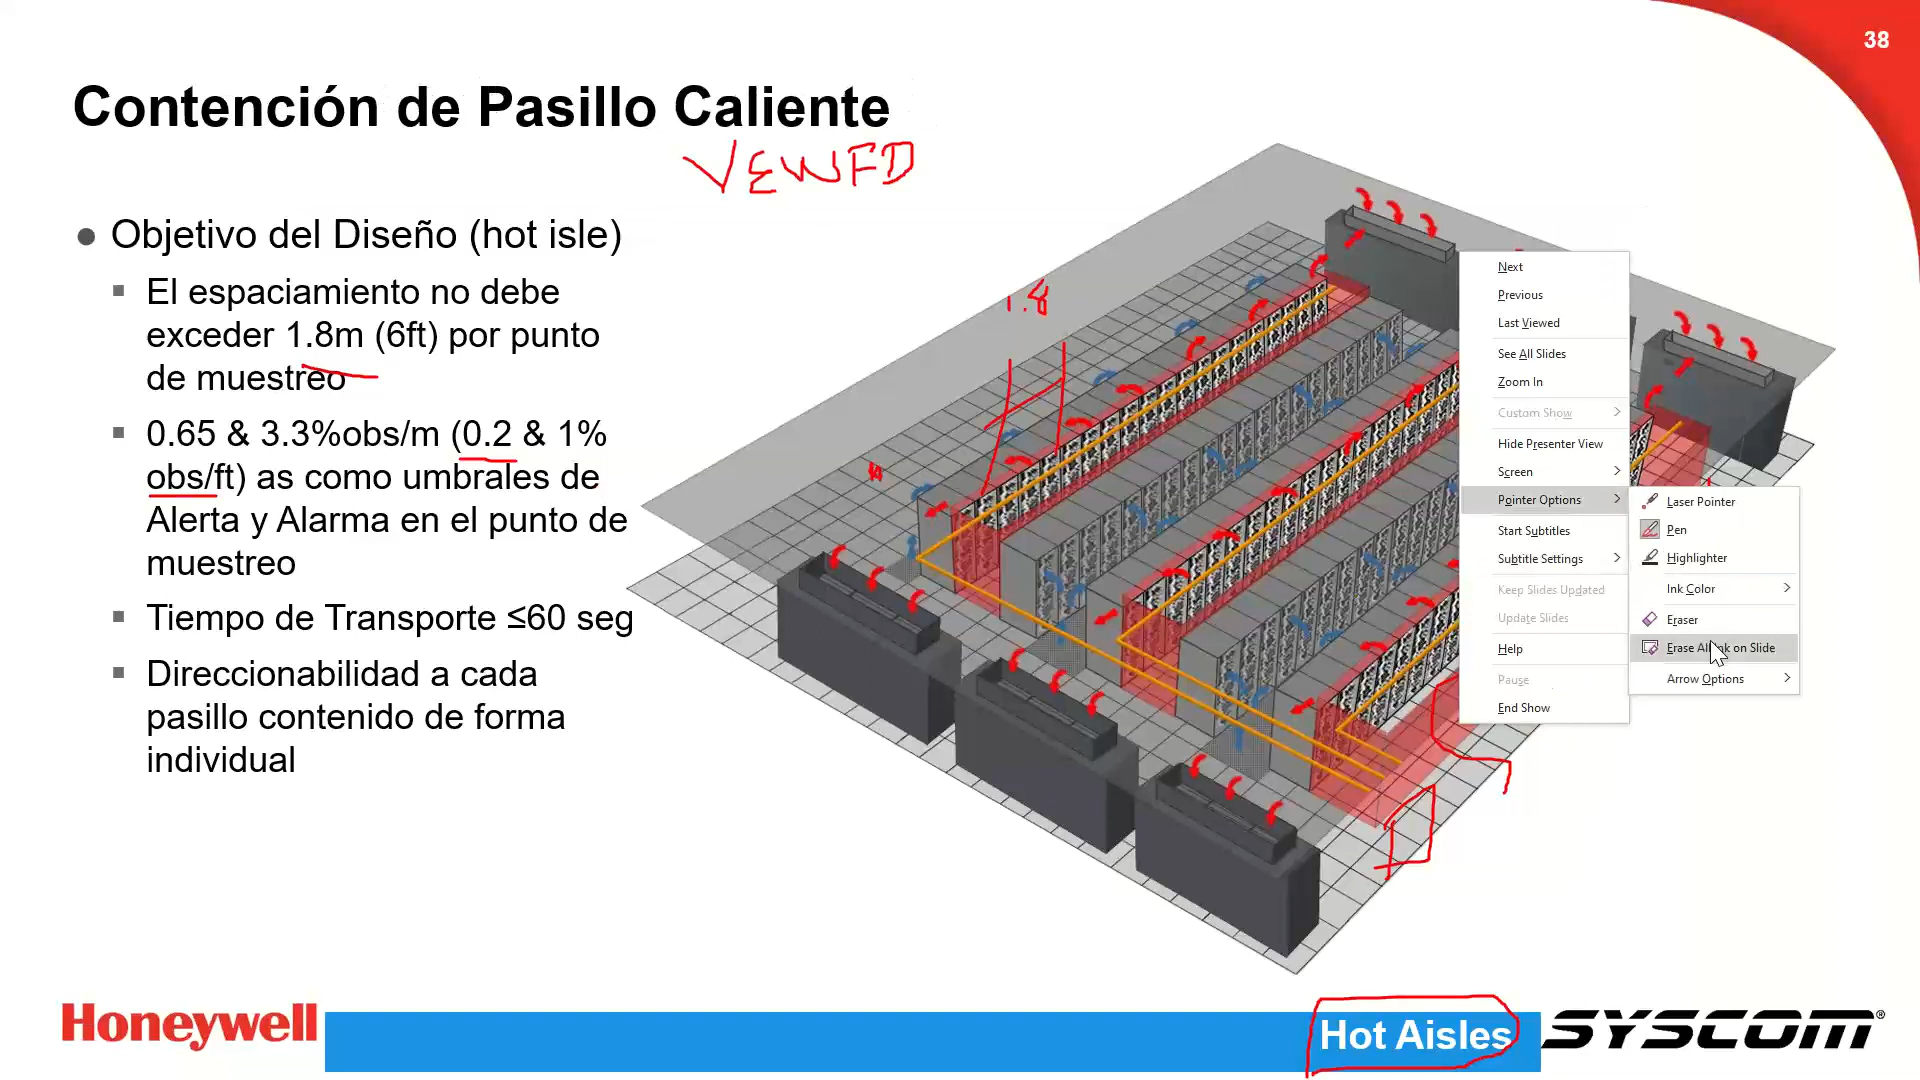 38
Contención de Pasillo Caliente
VEWFD
● Objetivo del Diseño (hot isle)
▪ El espaciamiento no debe
exceder 1.8m (6ft) por punto
de muestreo
▪ 0.65 & 3.3%obs/m (0.2 & 1%
obs/ft) as como umbrales de
Alerta y Alarma en el punto de
muestreo
▪ Tiempo de Transporte ≤60 seg
▪ Direccionabilidad a cada
pasillo contenido de forma
individual
1.8
Next
Previous
Last Viewed
See All Slides
Zoom In
Custom Show
Hide Presenter View
Screen
Pointer Options
Start Subtitles
Subtitle Settings
Keep Slides Updated
Update Slides
Help
Pause
End Show
Laser Pointer
Pen
Highlighter
Ink Color
Eraser
Erase All Ink on Slide
Arrow Options
Honeywell
Hot Aisles
SYSCOM®